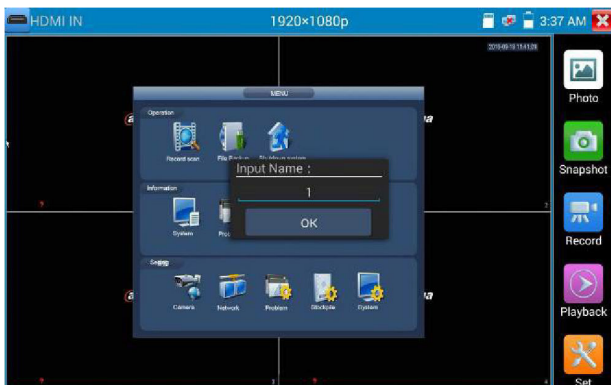 HDMI IN
1920×1080p
3:37 AM
MENU
Operation
Record scan
File Backup
Input Name :
1
OK
Information
System
Setting
Camera
Network
Problem
System
Photo
Snapshot
Record
Playback
Set